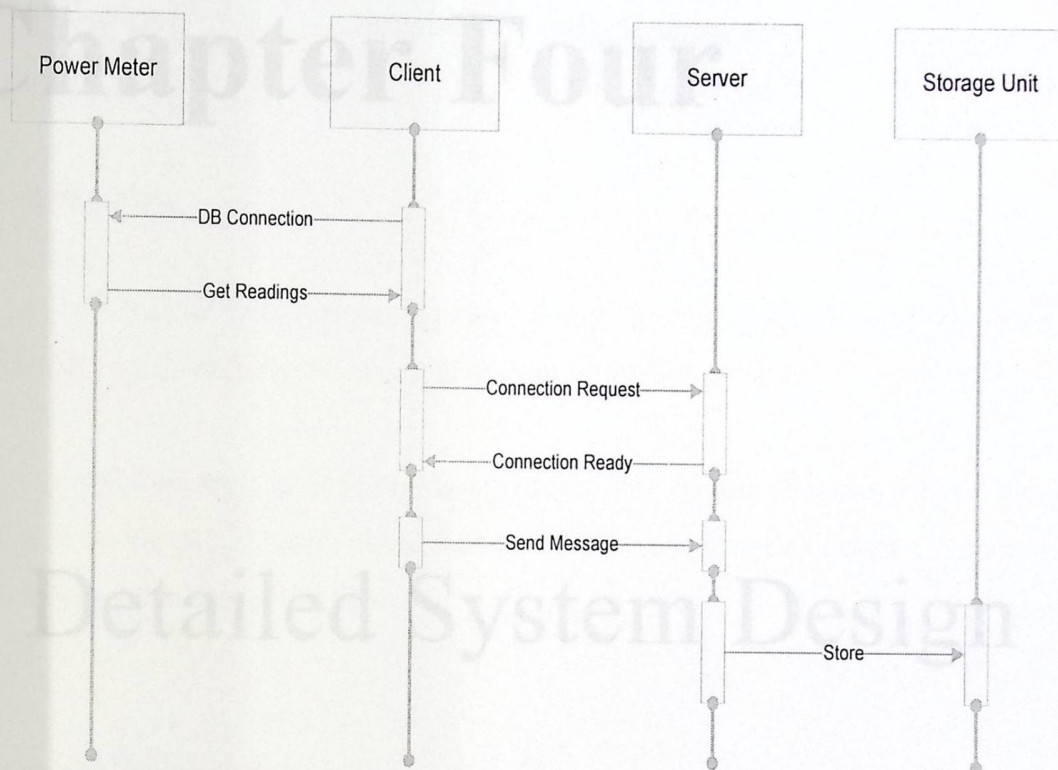 Chapter Four
Power Meter
Client
Server
Storage Unit
DB Connection
Get Readings
Connection Request
Connection Ready
Send Message
Detailed System Design
Store